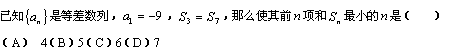 已知{aₙ}是等差数列，a₁=-9，S₃=S₇，那么使其前n项和Sₙ最小的n是（    ）
(A) 4(B) 5(C) 6(D) 7